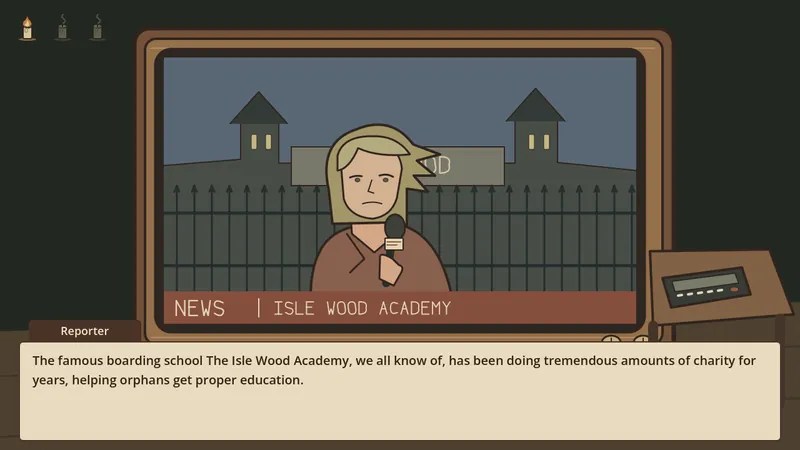 OD
NEWS | ISLE WOOD ACADEMY
Reporter
The famous boarding school The Isle Wood Academy, we all know of, has been doing tremendous amounts of charity for
years, helping orphans get proper education.